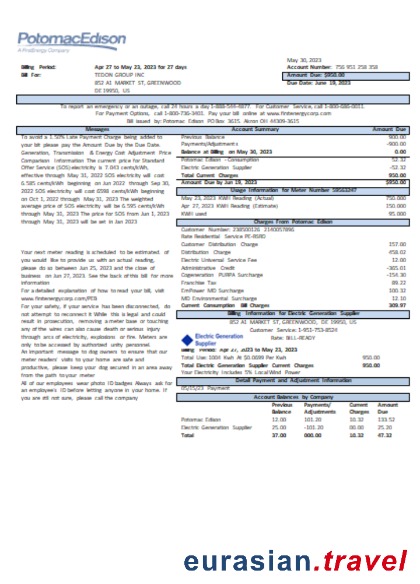 PotomacEdison
A FirstEnergy Company
May 30, 2023
Billing Period: Apr 27 to May 23, 2023 for 27 days
Account Number: 756 951 258 358
Bill For: TEDON GROUP INC
Amount Due: $950.00
852 AI MARKET ST, GREENWOOD
Due Date: June 19, 2023
DE 19950, US
To report an emergency or an outage, call 24 hours a day 1-888-544-4877 For Customer Service, call 1-800-686-0011.
For Payment Options, call 1-800-736-3401. Pay your bill online at www.firstenergycorp.com
Bill issued by: Potomac Edison PO Box 3615 Akron OH 44309-3615
Messages
To avoid a 1.50% Late Payment Charge being added to
your bill please pay the Amount Due by the Due Date.
Generation, Transmission & Energy Cost Adjustment Price
Comparison Information The current price for Standard
Offer Service (SOS) electricity is 7.043 cents/kWh,
effective through May 31, 2023 SOS electricity will cost
6.585 cents/kWh beginning on Jun 2022 through Sep 30,
2022 SOS electricity will cost 6598 cents/kWh beginning
on Oct 1, 2022 through May 31, 2023 The weighted
average price of SOS electricity will be 6.595 cents/kWh
through May 31, 2023 The price for SOS from Jun 1, 2023
through May 31, 2023 will be set in Jan 2023
Your next meter reading is scheduled to be estimated of
you would like to provide us with an actual reading,
please do so between Jun 25, 2023 and the close of
business on Jun 27, 2023 See the back of this bill for more
information
For a detailed explanation of how to read your bill, visit
www.firstenergycorp.com/PEB
For your safety, if your service has been disconnected, do
not attempt to reconnect it While this is legal and could
result in prosecution, removing a meter base or touching
any of the wires can also cause death or serious injury
through arcs of electricity, explosions or fire. Meters are
only to be accessed by authorized utility personnel.
An important message to dog owners to ensure that our
meter readers' visits to your home are safe and
productive, please keep your dog secured in an area away
from the path to your meter
All of our employees wear photo ID badges Always ask for
an employee's ID before letting anyone in your home. If
you are still not sure, please call the company
Account Summary Amount Due
Previous Balance 900.00
Payments/Adjustments -900.00
Balance at Billing on May 30, 2023 0.00
Potomac Edison - Consumption 52.32
Electric Generation Supplier -52.32
Total Current Charges 950.00
Amount Due by Jun 19, 2023 $950.00
Usage Information for Meter Number S9563247
May 23, 2023 KWH Reading (Actual) 750.000
Apr 27, 2023 KWH Reading (Estimate) 150.000
KWH used 95.000
Charges From Potomac Edison
Customer Number: 238500126 2140057896
Rate Residential Service PE-RSRD
Customer Distribution Charge 157.00
Distribution Charge 458.02
Electric Universal Service Fee 12.00
Administrative Credit -365.01
Cogeneration PURPA Surcharge -154.30
Franchise Tax 89.22
EmPower MD Surcharge 100.32
MD Environmental Surcharge 12.10
Current Consumption Bill Charges 309.97
Billing Information for Electric Generation Supplier
852 AI MARKET ST, GREENWOOD, DE 19950, US
Electric Generation Supplier
Customer Service: 1-953-753-8524
Rate: BILL-READY
Billing Period: Apr 27, 2023 to May 23, 2023
Total Use: 1004 Kwh At $0.0099 Per Kwh 950.00
Total Electric Generation Supplier Current Charges 950.00
Your Electricity Includes 5% Local Wind Power
Detail Payment and Adjustment Information
05/15/23 Payment
Account Balances by Company
Previous Balance Payments/ Adjustments Current Charges Amount Due
Potomac Edison 12.00 101.20 10.32 133.52
Electric Generation Supplier 25.00 -101.20 00.00 25.20
Total 37.00 000.00 10.32 47.32
eurasian.travel